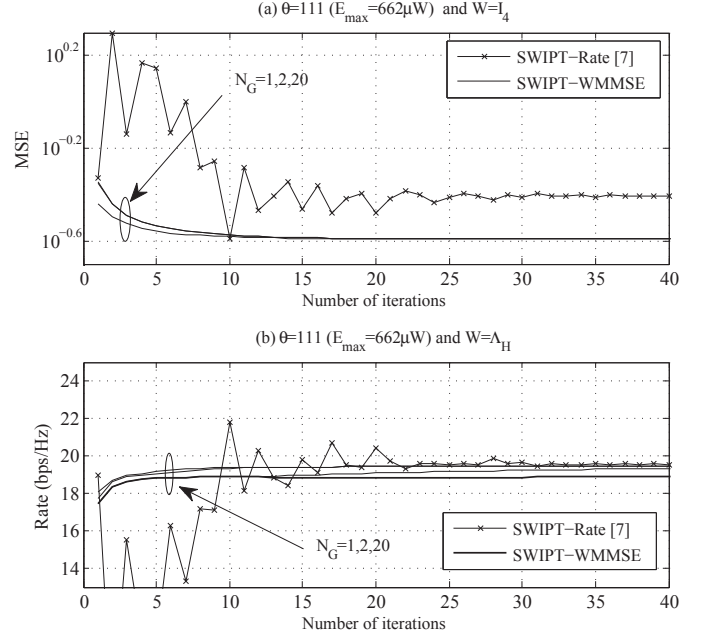 (a) θ=111 (E_max=662μW) and W=I_4
10^0.2
10^-0.2
10^-0.6
MSE
N_G=1,2,20
SWIPT−Rate [7]
SWIPT−WMMSE
0 5 10 15 20 25 30 35 40
Number of iterations
(b) θ=111 (E_max=662μW) and W=Λ_H
24
22
20
18
16
14
Rate (bps/Hz)
N_G=1,2,20
SWIPT−Rate [7]
SWIPT−WMMSE
0 5 10 15 20 25 30 35 40
Number of iterations